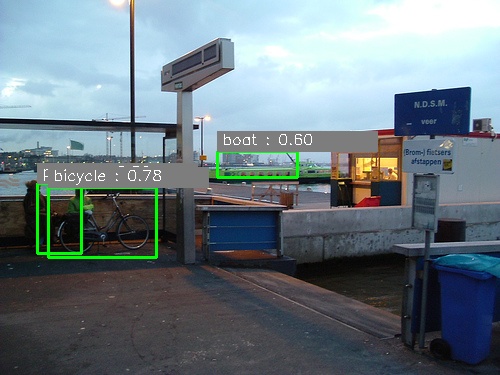 N.D.S.M.
veer
(Brom-) fietsers
afstappen
boat : 0.60
bicycle : 0.78